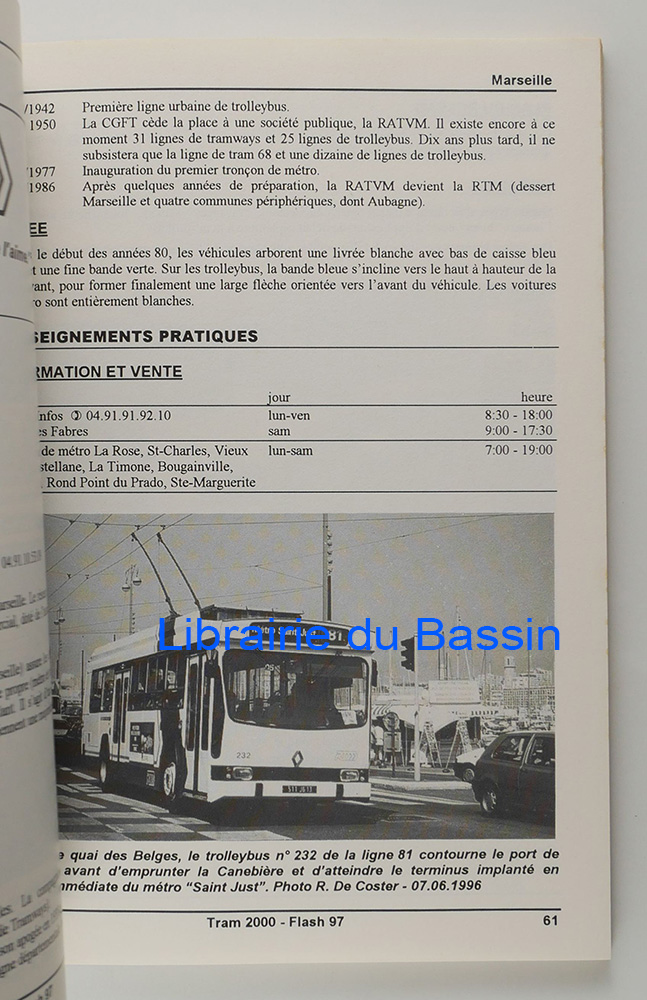 Marseille
/1942 Première ligne urbaine de trolleybus.
1950 La CGFT cède la place à une société publique, la RATVM. Il existe encore à ce
moment 31 lignes de tramways et 25 lignes de trolleybus. Dix ans plus tard, il ne
subsistera que la ligne de tram 68 et une dizaine de lignes de trolleybus.
/1977 Inauguration du premier tronçon de métro.
/1986 Après quelques années de préparation, la RATVM devient la RTM (dessert
Marseille et quatre communes périphériques, dont Aubagne).
ÉE
le début des années 80, les véhicules arborent une livrée blanche avec bas de caisse bleu
t une fine bande verte. Sur les trolleybus, la bande bleue s'incline vers le haut à hauteur de la
vant, pour former finalement une large flèche orientée vers l'avant du véhicule. Les voitures
ro sont entièrement blanches.
SEIGNEMENTS PRATIQUES
RMATION ET VENTE
jour heure
Infos 04.91.91.92.10 lun-ven 8:30 - 18:00
es Fabres sam 9:00 - 17:30
de métro La Rose, St-Charles, Vieux lun-sam 7:00 - 19:00
stellane, La Timone, Bougainville,
, Rond Point du Prado, Ste-Marguerite
81
232
Librairie du Bassin
e quai des Belges, le trolleybus n° 232 de la ligne 81 contourne le port de
avant d'emprunter la Canebière et d'atteindre le terminus implanté en
mmédiate du métro "Saint Just". Photo R. De Coster - 07.06.1996
Tram 2000 - Flash 97 61